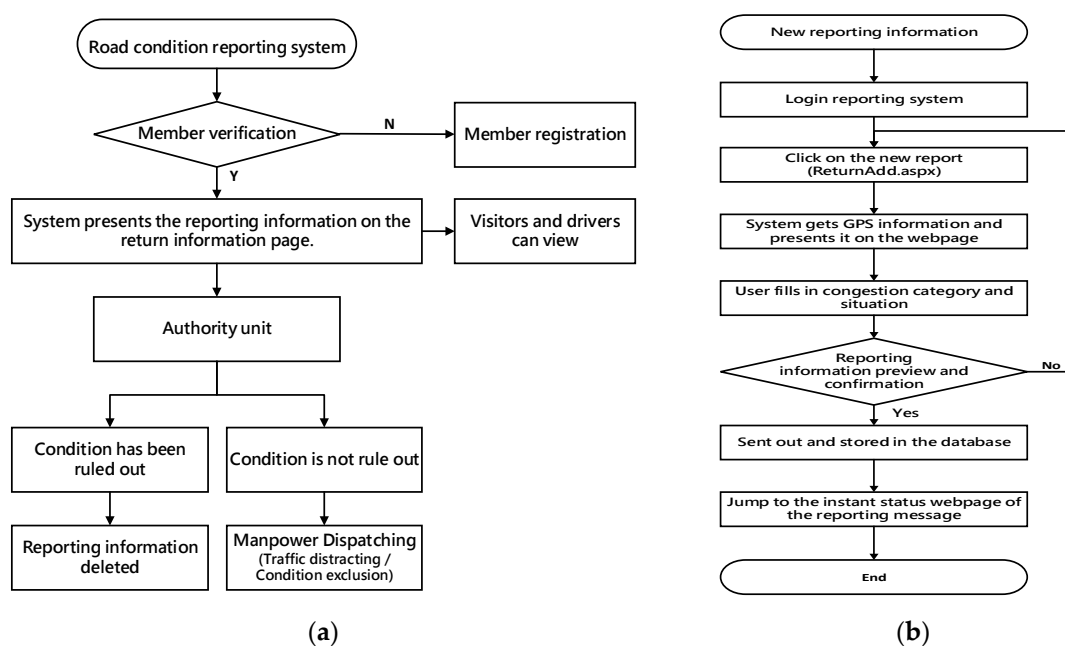 Road condition reporting system
Member verification
N
Member registration
Y
System presents the reporting information on the
return information page.
Visitors and drivers
can view
Authority unit
Condition has been
ruled out
Condition is not rule out
Reporting information
deleted
Manpower Dispatching
(Traffic distracting /
Condition exclusion)
(a)
New reporting information
Login reporting system
Click on the new report
(ReturnAdd.aspx)
System gets GPS information and
presents it on the webpage
User fills in congestion category and
situation
Reporting
information preview and
confirmation
No
Yes
Sent out and stored in the database
Jump to the instant status webpage of
the reporting message
End
(b)